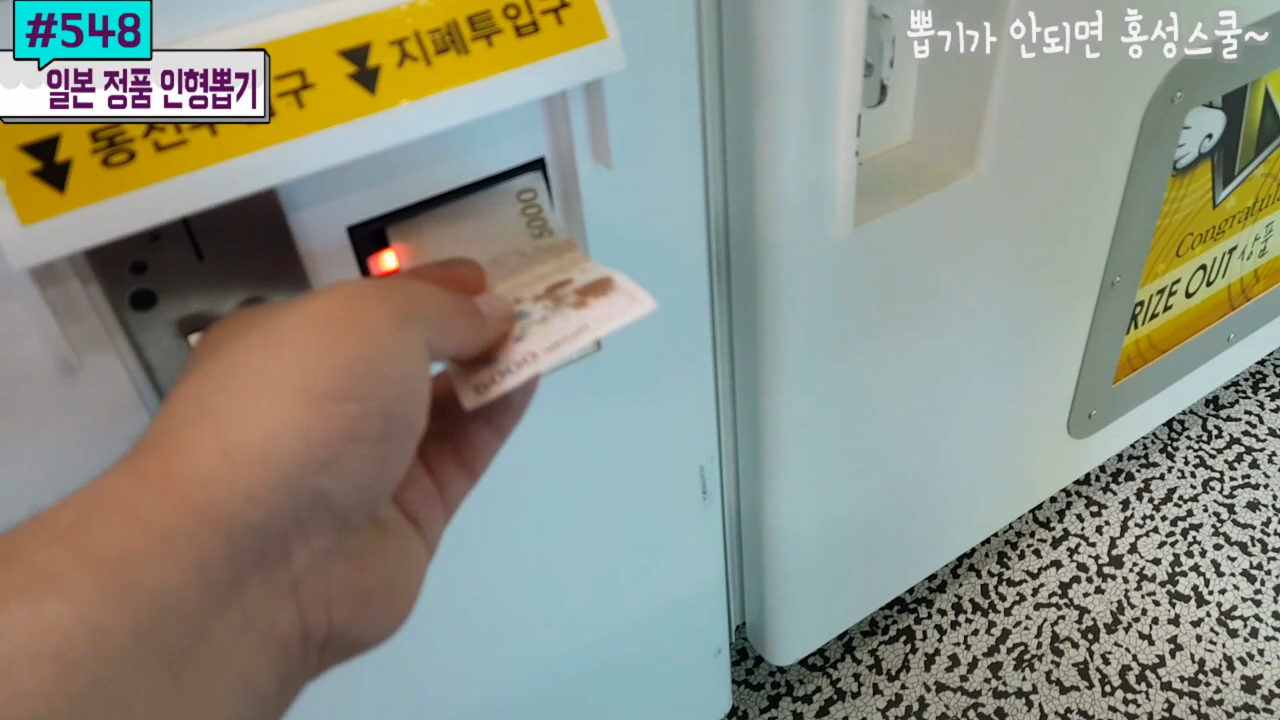 #548
일본 정품 인형뽑기
뽑기가 안되면 홍성스쿨~
지폐투입구
구
5000
RIZE OUT 상품